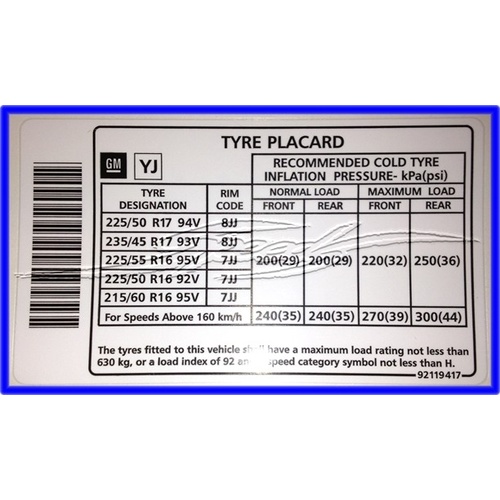 TYRE PLACARD
GM YJ
RECOMMENDED COLD TYRE
INFLATION PRESSURE- kPa(psi)
TYRE DESIGNATION RIM CODE NORMAL LOAD MAXIMUM LOAD
FRONT REAR FRONT REAR
225/50 R17 94V 8JJ
235/45 R17 93V 8JJ
225/55 R16 95V 7JJ 200(29) 200(29) 220(32) 250(36)
225/50 R16 92V 7JJ
215/60 R16 95V 7JJ
For Speeds Above 160 km/h 240(35) 240(35) 270(39) 300(44)
The tyres fitted to this vehicle shall have a maximum load rating not less than
630 kg, or a load index of 92 and speed category symbol not less than H.
92119417